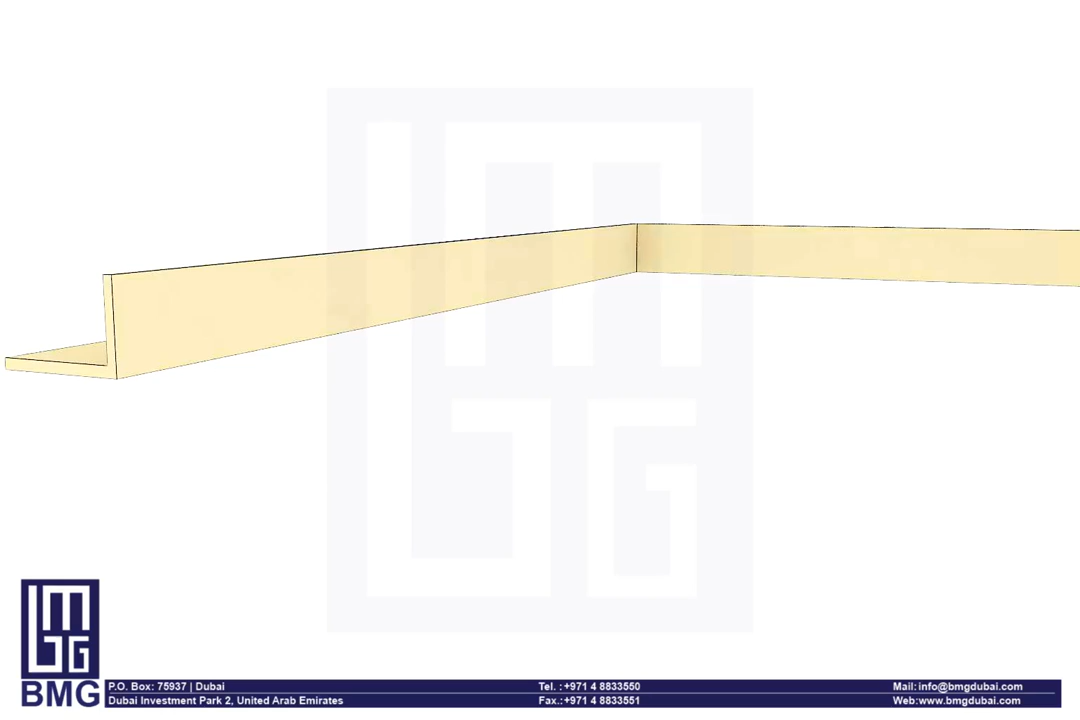 BMG
P.O. Box: 75937 | Dubai
Dubai Investment Park 2, United Arab Emirates
Tel. : +971 4 8833550
Fax.: +971 4 8833551
Mail: info@bmgdubai.com
Web:www.bmgdubai.com